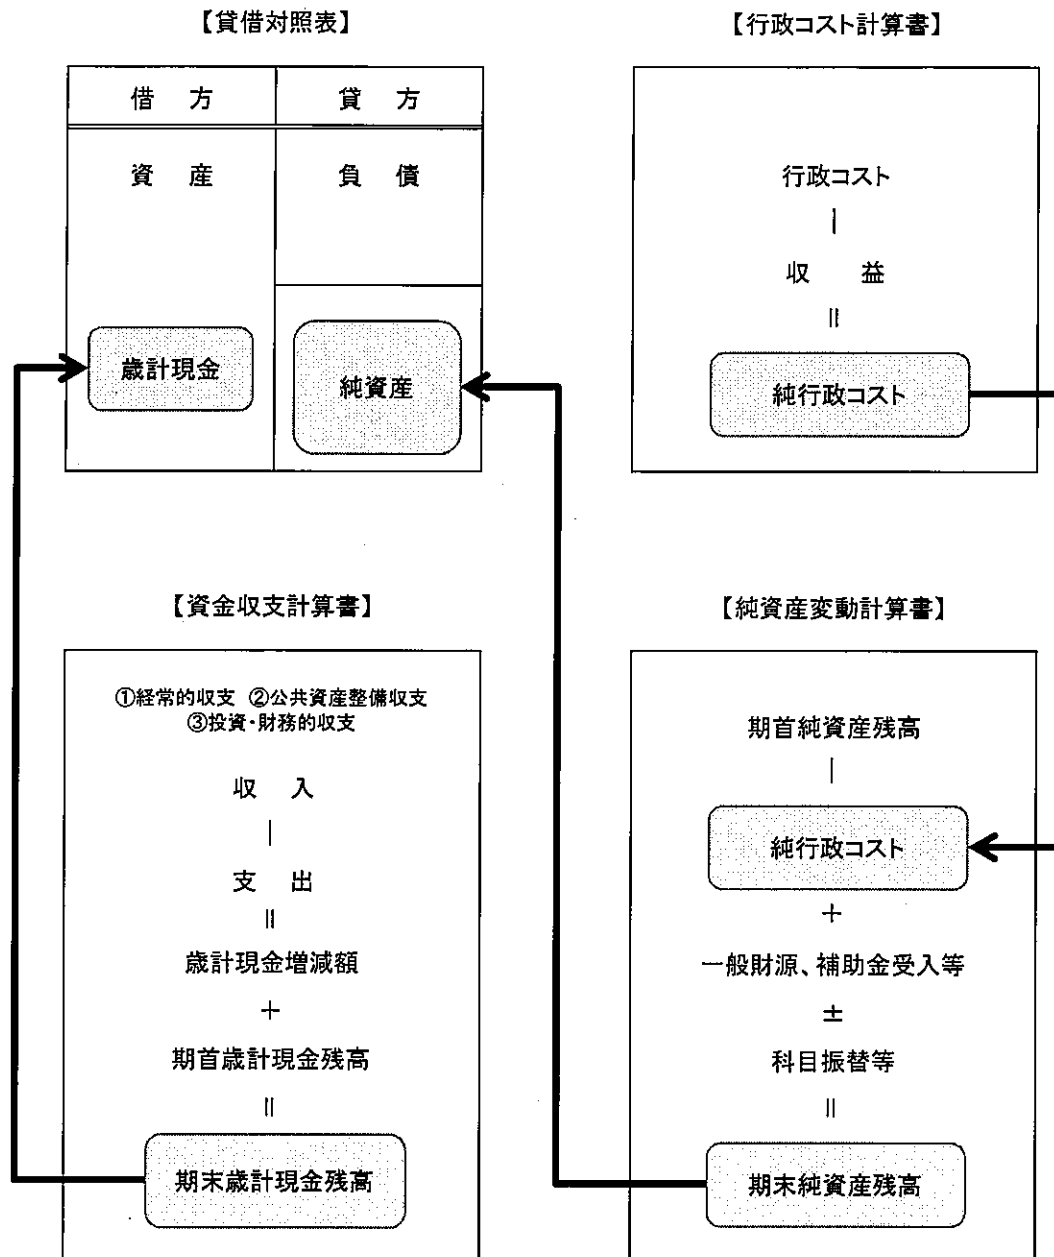 【貸借対照表】
借　方
貸　方
資　産
負　債
歳計現金
純資産
【行政コスト計算書】
行政コスト
－
収　　益
＝
純行政コスト
【資金収支計算書】
①経常的収支　②公共資産整備収支
③投資・財務的収支
収　入
－
支　出
＝
歳計現金増減額
＋
期首歳計現金残高
＝
期末歳計現金残高
【純資産変動計算書】
期首純資産残高
－
純行政コスト
＋
一般財源、補助金受入等
±
科目振替等
＝
期末純資産残高